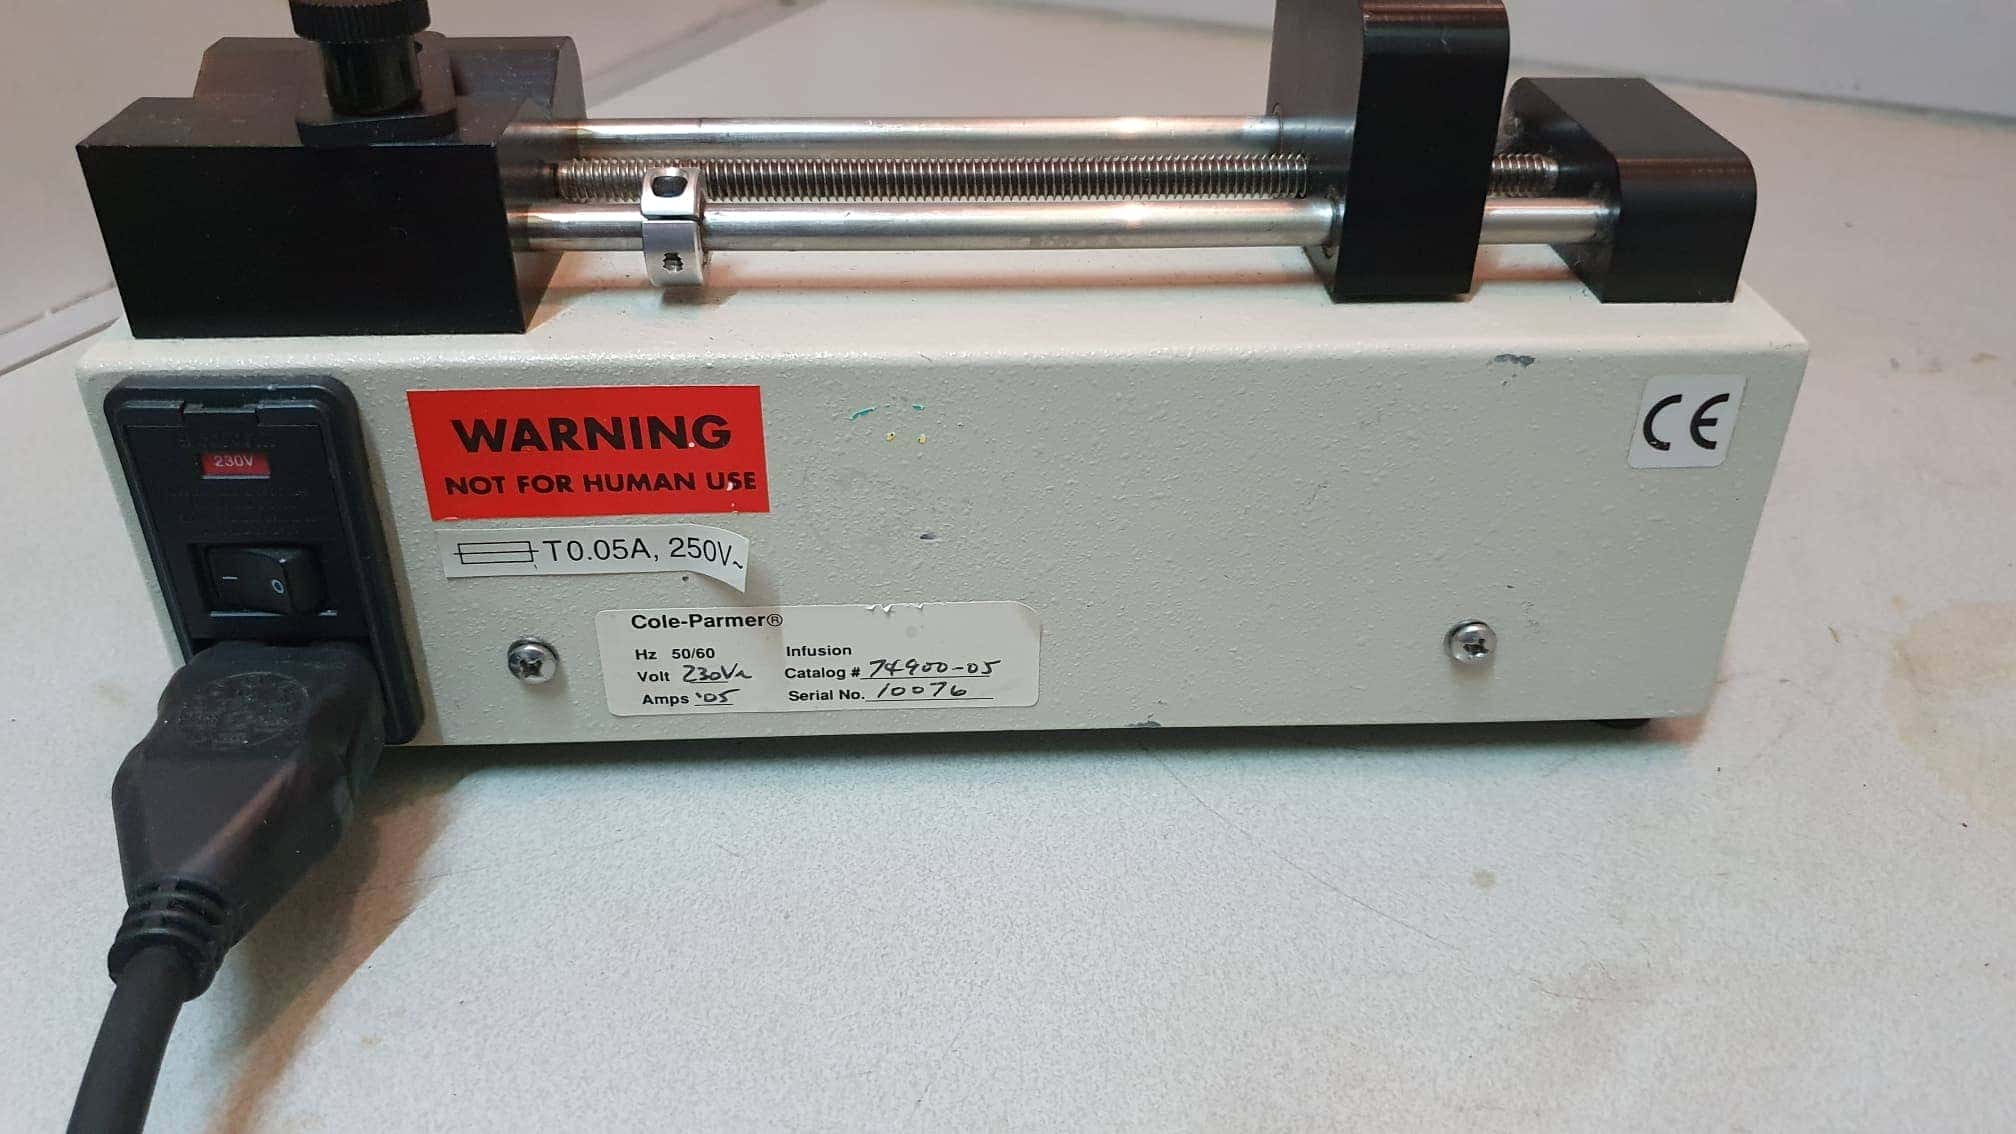 230V
WARNING
NOT FOR HUMAN USE
T0.05A, 250V~
CE
Cole-Parmer®
Hz 50/60
Infusion
Volt 230V~
Catalog # 74900-05
Amps .05
Serial No. 10076